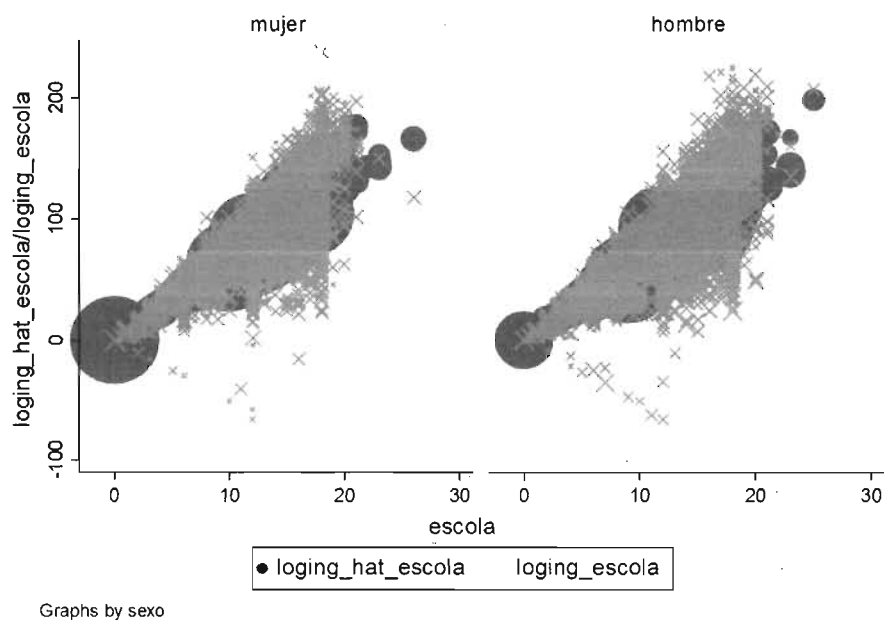 mujer hombre
loging_hat_escola/loging_escola
200
100
0
-100
0 10 20 30 0 10 20 30
escola
loging_hat_escola loging_escola
Graphs by sexo